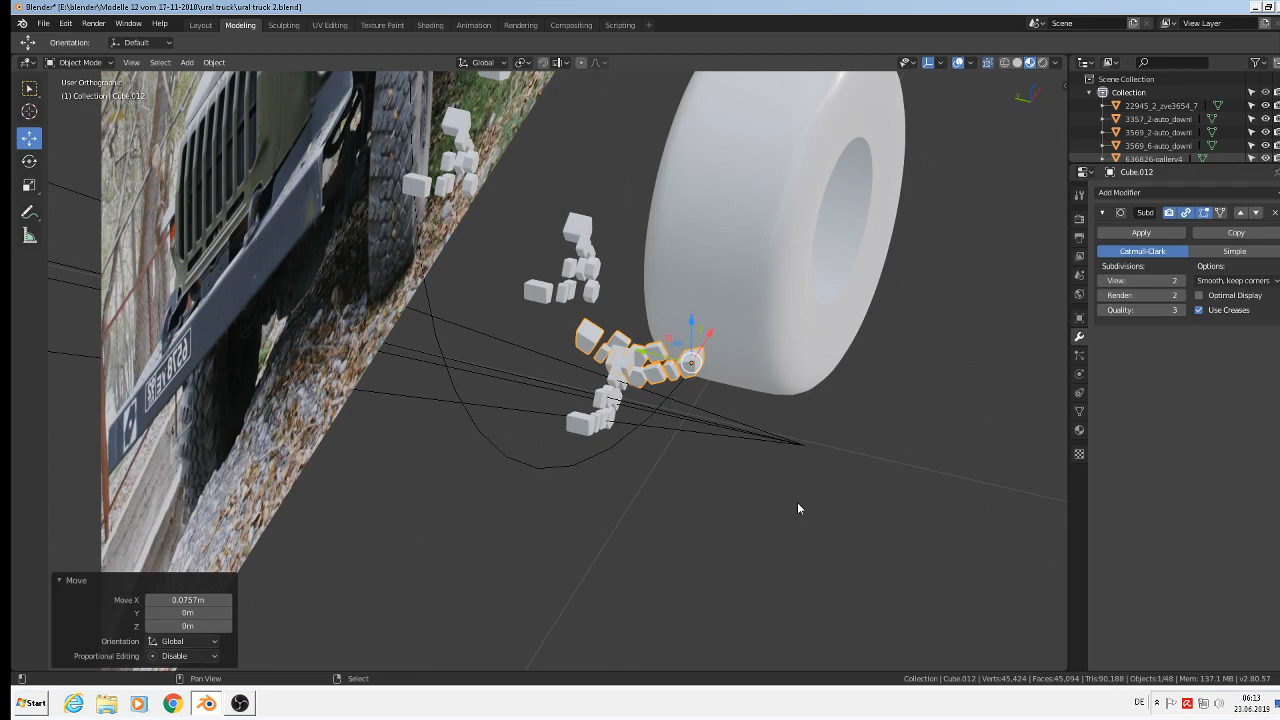 Blender* [E:\blender\Modelle 12 vom 17-11-2018\ural truck\ural truck 2.blend]
File Edit Render Window Help Layout Modeling Sculpting UV Editing Texture Paint Shading Animation Rendering Compositing Scripting + Scene View Layer
Orientation: Default
Object Mode View Select Add Object Global
User Orthographic
(1) Collection | Cube.012
Scene Collection
Collection
22945_2_zve3654_7
3357_2-auto_downl
3569_2-auto_downl
3569_6-auto_downl
636826-gallery4
Cube.012
Add Modifier
Subd
Apply Copy
Catmull-Clark Simple
Subdivisions: Options:
View: 2 Smooth, keep corners
Render: 2 Optimal Display
Quality: 3 Use Creases
Move
Move X 0.0757m
Y 0m
Z 0m
Orientation Global
Proportional Editing Disable
Pan View Select Collection | Cube.012 | Verts:45,424 | Faces:45,094 | Tris:90,188 | Objects:1/48 | Mem: 137.1 MB | v2.80.57
Start DE 06:13
23.06.2019